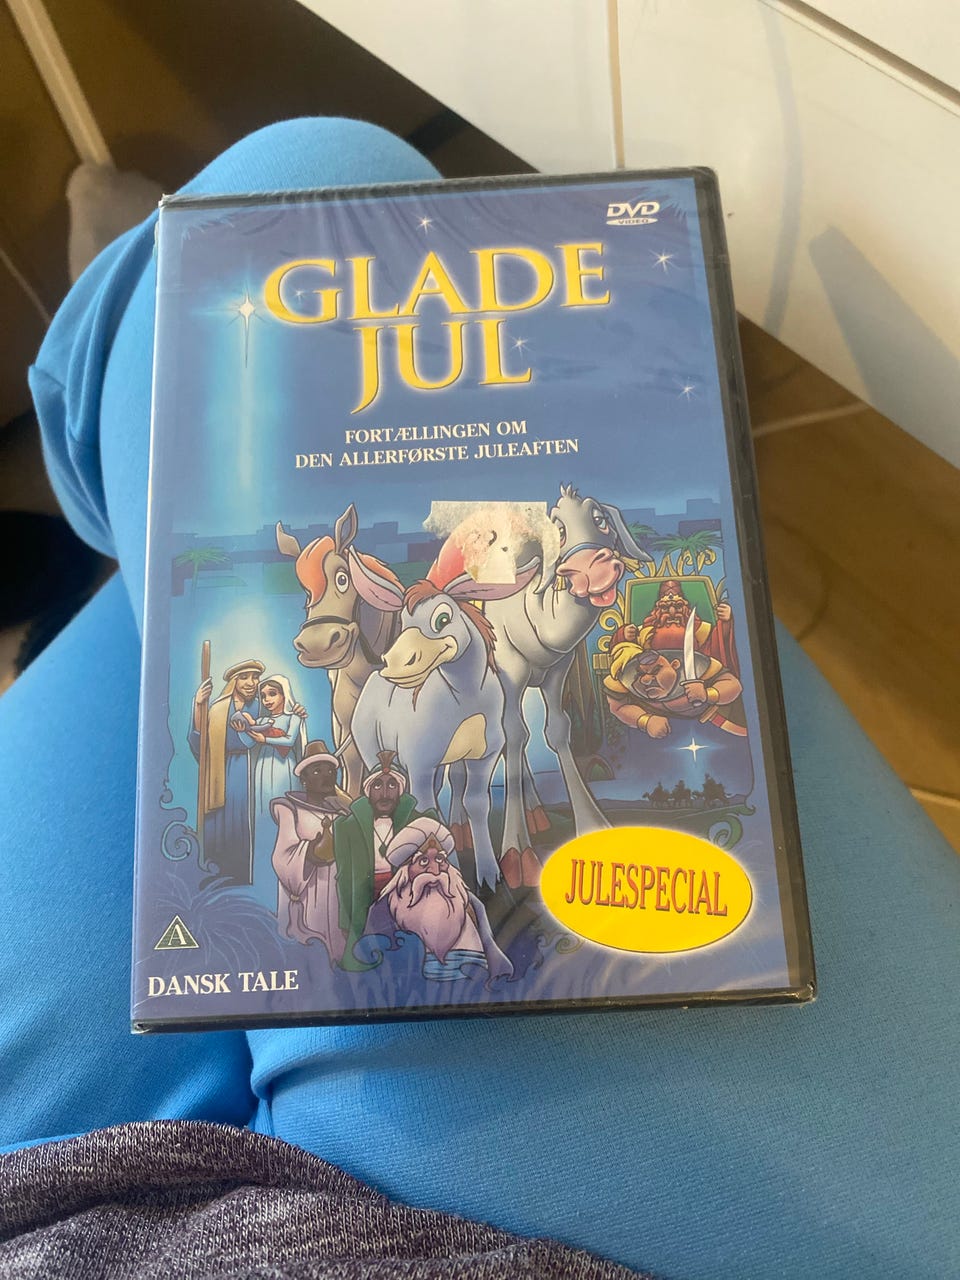 DVD
VIDEO
GLADE
JUL
FORTÆLLINGEN OM
DEN ALLERFØRSTE JULEAFTEN
JULESPECIAL
A
DANSK TALE